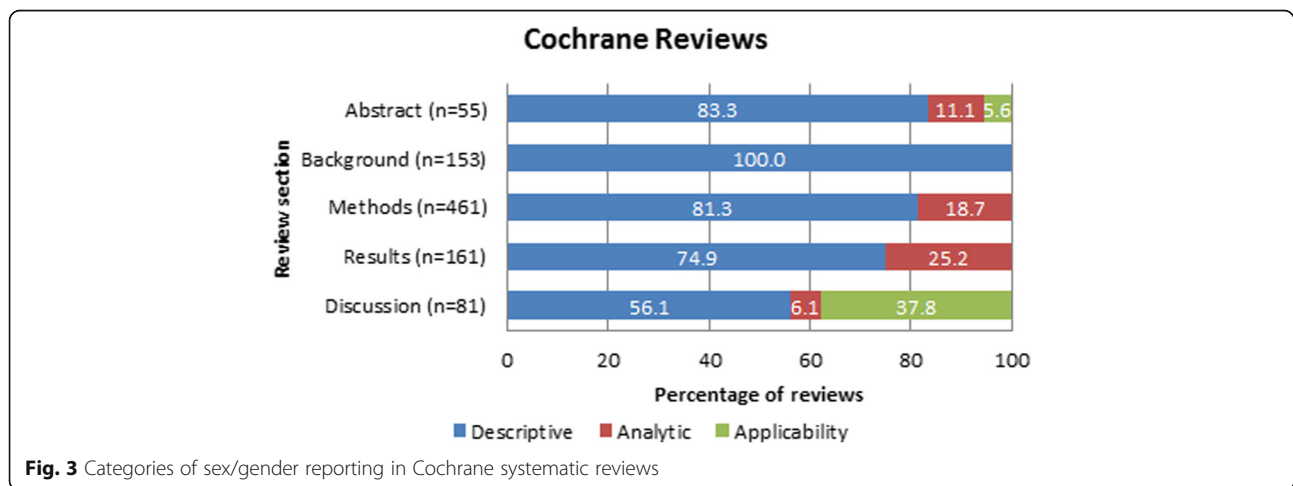 Cochrane Reviews
Review section
Abstract (n=55)
83.3
11.1
5.6
Background (n=153)
100.0
Methods (n=461)
81.3
18.7
Results (n=161)
74.9
25.2
Discussion (n=81)
56.1
6.1
37.8
0 20 40 60 80 100
Percentage of reviews
Descriptive Analytic Applicability
Fig. 3 Categories of sex/gender reporting in Cochrane systematic reviews